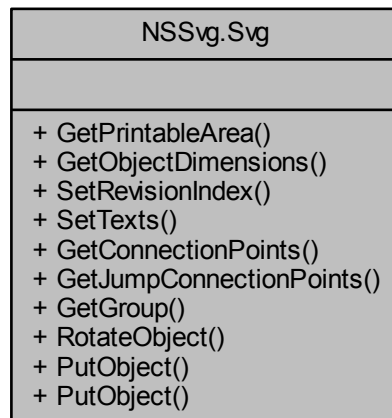 NSSvg.Svg
+ GetPrintableArea()
+ GetObjectDimensions()
+ SetRevisionIndex()
+ SetTexts()
+ GetConnectionPoints()
+ GetJumpConnectionPoints()
+ GetGroup()
+ RotateObject()
+ PutObject()
+ PutObject()